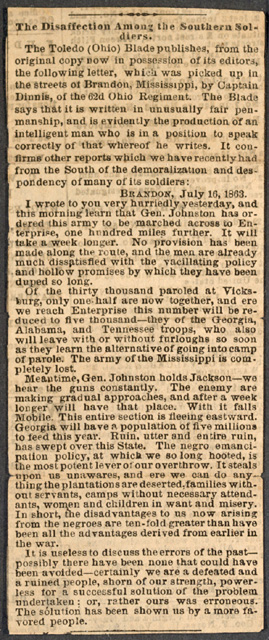 The Disaffection Among the Southern Sol-
diers.
The Toledo (Ohio) Blade publishes, from the
original copy now in possession of its editors,
the following letter, which was picked up in
the streets of Brandon, Mississippi, by Captain
Dinnis, of the 62d Ohio Regiment. The Blade
says that it is written in unusually fair pen-
manship, and is evidently the production of an
intelligent man who is in a position to speak
correctly of that whereof he writes. It con-
firms other reports which we have recently had
from the South of the demoralization and des-
pondency of many of its soldiers:
BRANDON, July 16, 1863.
I wrote to you very hurriedly yesterday, and
this morning learn that Gen. Johnston has or-
dered this army to be marched across to En-
terprise, one hundred miles further. It will
take a week longer. No provision has been
made along the route, and the men are already
much dissatisfied with the vacillating policy
and hollow promises by which they have been
duped so long.
Of the thirty thousand paroled at Vicks-
burg, only one-half are now together, and ere
we reach Enterprise this number will be re-
duced to five thousand—they of the Georgia,
Alabama, and Tennessee troops, who also
will leave with or without furloughs so soon
as they learn the alternative of going into camp
of parole. The army of the Mississippi is com-
pletely lost.
Meantime, Gen. Johnston holds Jackson—we
hear the guns constantly. The enemy are
making gradual approaches, and after a week
longer will have that place. With it falls
Mobile. This entire section is fleeing eastward.
Georgia will have a population of five millions
to feed this year. Ruin, utter and entire ruin,
has swept over this State. The negro emanci-
pation policy, at which we so long hooted, is
the most potent lever of our overthrow. It steals
upon us unawares, and ere we can do any-
thing the plantations are deserted, families with-
out servants, camps without necessary attend-
ants, women and children in want and misery.
In short, the disadvantages to us now arising
from the negroes are ten-fold greater than have
been all the advantages derived from earlier in
the war.
It is useless to discuss the errors of the past—
possibly there have been none that could have
been avoided—certainly we are a defeated and
a ruined people, shorn of our strength, power-
less for a successful solution of the problem
undertaken; or, rather ours was erroneous.
The solution has been shown us by a more fa-
vored people.